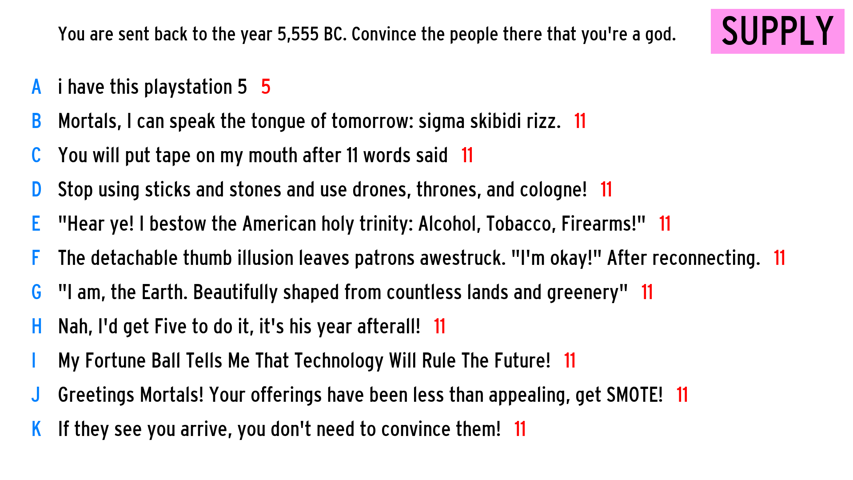 You are sent back to the year 5,555 BC. Convince the people there that you're a god.
SUPPLY
A i have this playstation 5 5
B Mortals, I can speak the tongue of tomorrow: sigma skibidi rizz. 11
C You will put tape on my mouth after 11 words said 11
D Stop using sticks and stones and use drones, thrones, and cologne! 11
E "Hear ye! I bestow the American holy trinity: Alcohol, Tobacco, Firearms!" 11
F The detachable thumb illusion leaves patrons awestruck. "I'm okay!" After reconnecting. 11
G "I am, the Earth. Beautifully shaped from countless lands and greenery" 11
H Nah, I'd get Five to do it, it's his year afterall! 11
I My Fortune Ball Tells Me That Technology Will Rule The Future! 11
J Greetings Mortals! Your offerings have been less than appealing, get SMOTE! 11
K If they see you arrive, you don't need to convince them! 11